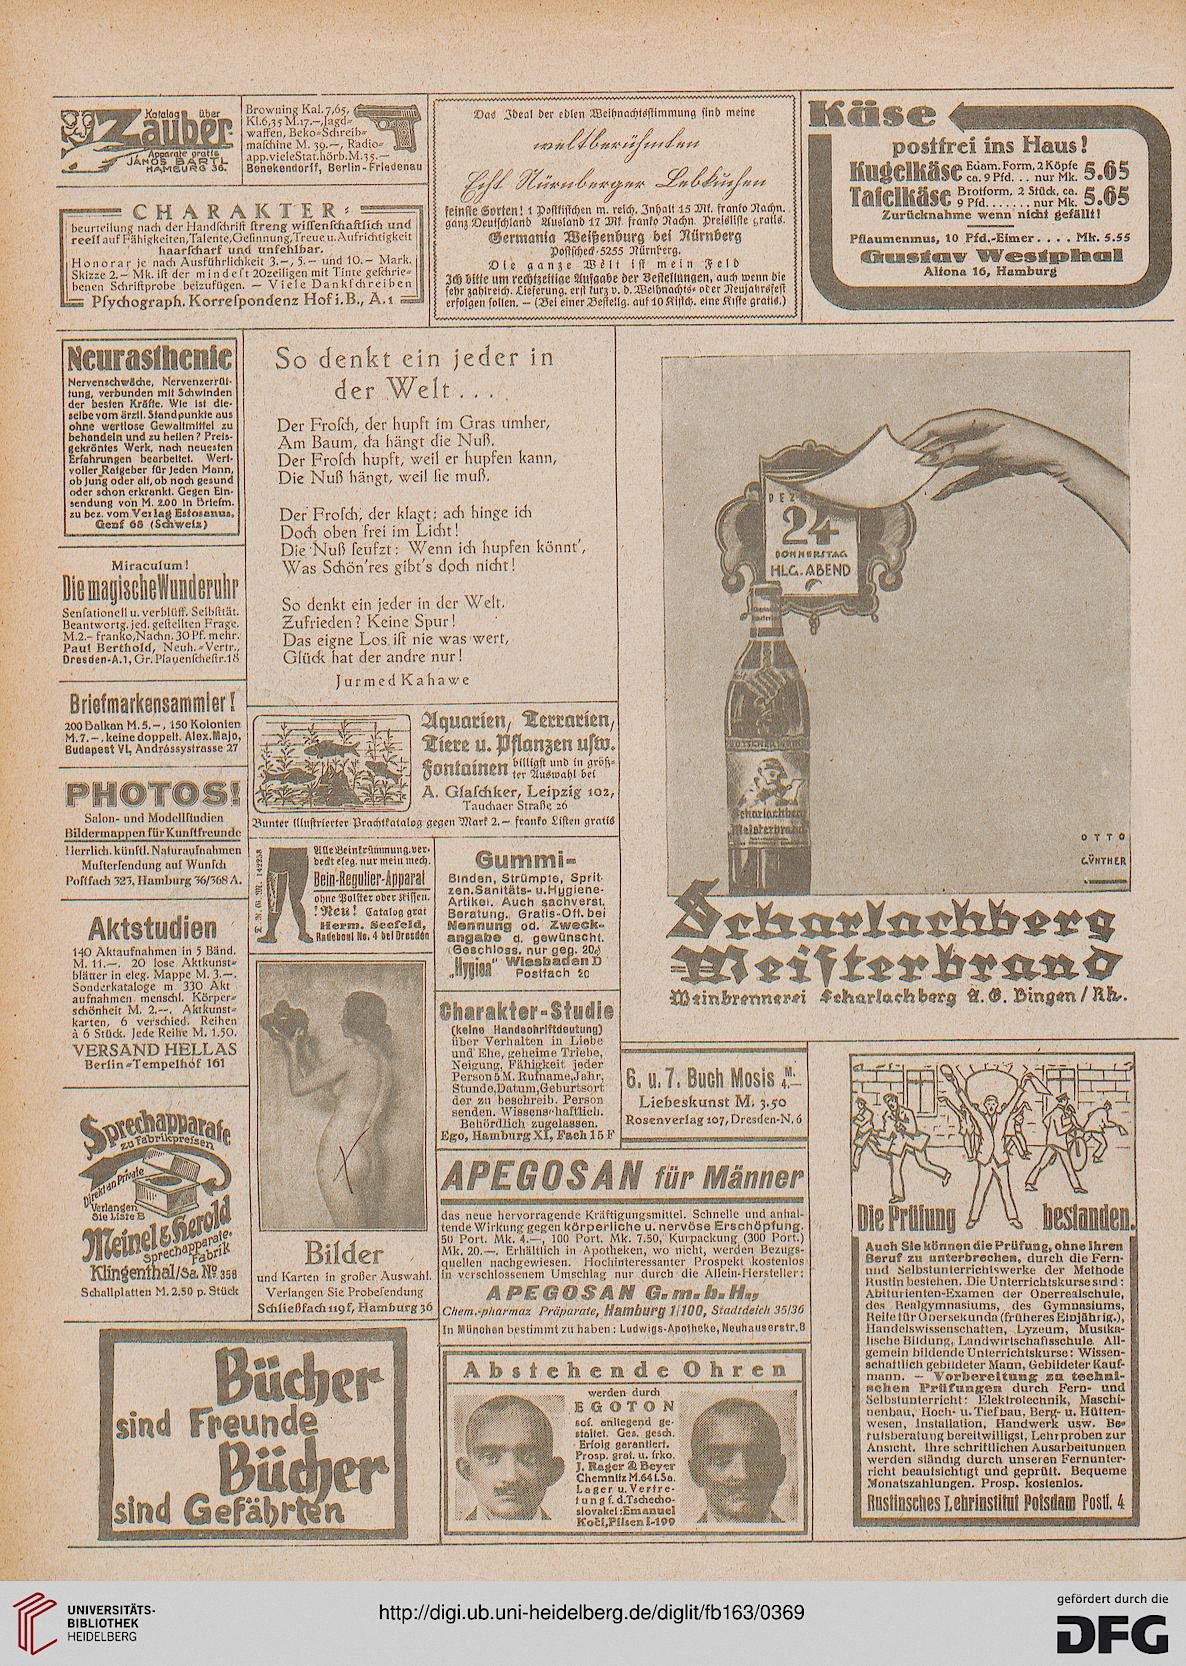 Katalog über
Zauber
Apparate gratis
JANOS BARTL
HAMBURG 36.
Browning Kal. 7,65,
Kl.6,35 M.17.–, Jagd-
waffen, Beko-Schreib-
maschine M. 39.–, Radio-
app. viele Stat. hörb. M. 35.–
Benekendorff, Berlin-Friedenau
CHARAKTER:
beurteilung nach der Handschrift streng wissenschaftlich und
reell auf Fähigkeiten, Talente, Gesinnung, Treue u. Aufrichtigkeit
haarscharf und unfehlbar.
Honorar je nach Ausführlichkeit 3.–, 5.– und 10.– Mark.
Skizze 2.– Mk. ist der mindest 20zeiligen mit Tinte geschrie-
benen Schriftprobe beizufügen. – Viele Dankschreiben
Psychograph. Korrespondenz Hof i. B., A. 1
Das Ideal der edlen Weihnachtsstimmung sind meine
weltberühmten
Echt Nürnberger Lebkuchen
feinste Sorten! 1 Postkistchen m. reich. Inhalt 15 Mk. franko Nachn.
ganz Deutschland Ausland 17 Mk. franko Nachn. Preisliste gratis.
Germania Weißenburg bei Nürnberg
Postscheck 5255 Nürnberg.
Die ganze Welt ist mein Feld
Ich bitte um rechtzeitige Aufgabe der Bestellungen, auch wenn die
sehr zahlreich. Lieferung. erst kurz v. d. Weihnachts- oder Neujahrsfest
erfolgen sollen. – (Bei einer Bestellg. auf 10 Kistch. eine Kiste gratis.)
Käse
postfrei ins Haus!
Kugelkäse Edam. Form, 2 Köpfe ca. 9 Pfd. . . nur Mk. 5.65
Tafelkäse Brotform, 2 Stück, ca. 9 Pfd. . . . nur Mk. 5.65
Zurücknahme wenn nicht gefällt!
Pflaumenmus, 10 Pfd.-Eimer . . . . Mk. 5.55
Gustav Westphal
Altona 16, Hamburg
Neurasthenie
Nervenschwäche, Nervenzerrüt-
tung, verbunden mit Schwinden
der besten Kräfte. Wie ist die-
selbe vom ärztl. Standpunkte aus
ohne wertlose Gewaltmittel zu
behandeln und zu heilen? Preis-
gekröntes Werk, nach neuesten
Erfahrungen bearbeitet. Wert-
voller Ratgeber für jeden Mann,
ob jung oder alt, ob noch gesund
oder schon erkrankt. Gegen Ein-
sendung von M. 2.00 in Briefm.
zu bez. vom Verlag Estosanus,
Genf 68 (Schweiz)
Miraculum!
Die magische Wunderuhr
Sensationell u. verblüff. Selbsttät.
Beantwortg. jed. gestellten Frage.
M.2.– franko, Nachn. 30 Pf. mehr.
Paul Berthold, Neuh.-Vertr.,
Dresden-A.1, Gr. Plauenschestr. 18
Briefmarkensammler!
200 Balkan M. 5.–, 150 Kolonien
M. 7.–, keine doppelt. Alex. Majo,
Budapest VI, Andrássystrasse 27
PHOTOS!
Salon- und Modellstudien
Bildermappen für Kunstfreunde
Herrlich. künstl. Naturaufnahmen
Mustersendung auf Wunsch
Postfach 323, Hamburg 36/368 A.
Aktstudien
140 Aktaufnahmen in 5 Bänd.
M. 11.–. 20 lose Aktkunst-
blätter in eleg. Mappe M. 3.–.
Sonderkataloge m 330 Akt
aufnahmen menschl. Körper-
schönheit M. 2.–. Aktkunst-
karten, 6 verschied. Reihen
à 6 Stück. Jede Reihe M. 1.50.
VERSAND HELLAS
Berlin-Tempelhof 161
Sprechapparate
zu Fabrikpreisen
Direkt an Private
Verlangen
Sie Liste B
Meinel & Herold
Sprechapparate-
Fabrik
Klingenthal/Sa. No. 358
Schallplatten M. 2.50 p. Stück
So denkt ein jeder in
der Welt . . . .
Der Frosch, der hupft im Gras umher,
Am Baum, da hängt die Nuß.
Der Frosch hupft, weil er hupfen kann,
Die Nuß hängt, weil sie muß.
Der Frosch, der klagt: ach hinge ich
Doch oben frei im Licht!
Die Nuß seufzt: Wenn ich hupfen könnt',
Was Schön'res gibt's doch nicht!
So denkt ein jeder in der Welt.
Zufrieden? Keine Spur!
Das eigne Los ist nie was wert,
Glück hat der andre nur!
Jurmed Kahawe
Aquarien, Terrarien,
Tiere u. Pflanzen usw.
Fontainen billigst und in größ-
ter Auswahl bei
A. Glaschker, Leipzig 102,
Tauchaer Straße 26
Bunter Illustrierter Prachtkatalog gegen Mark 2.– franko Listen gratis
Alle Beinkrümmung. ver-
deckt eleg. nur mein mech.
Bein-Regulier-Apparat
ohne Polster oder Kissen.
! Neu ! Catalog grat
Herm. Seefeld,
Radebeul No. 4 bei Dresden
D. R. G. M. 142258
Gummi-
Binden, Strümpfe, Sprit-
zen. Sanitäts- u. Hygiene-
Artikel. Auch sachverst.
Beratung. Gratis-Off. bei
Nennung od. Zweck-
angabe d. gewünscht.
(Geschloss. nur geg. 20₰)
„Hygiea" Wiesbaden D
Postfach 2c
Charakter-Studie
(keine Handschriftdeutung)
über Verhalten in Liebe
und Ehe, geheime Triebe,
Neigung, Fähigkeit jeder
Person 5 M. Rufname, Jahr,
Stunde, Datum, Geburtsort
der zu beschreib. Person
senden. Wissenschaftlich.
Behördlich zugelassen.
Ego, Hamburg XI, Fach 15 F
Bilder
und Karten in großer Auswahl.
Verlangen Sie Probesendung
Schließfach 119 f, Hamburg 36
DEZ
24
DONNERSTAG
HLG. ABEND
Scharlachberg
Meisterbrand
OTTO
GÜNTHER
Scharlachberg
Meisterbrand
Weinbrennerei Scharlachberg A. G. Bingen / Rh.
6. u. 7. Buch Mosis M. 4.–
Liebeskunst M. 3.50
Rosenverlag 107, Dresden-N. 6
APEGOSAN für Männer
das neue hervorragende Kräftigungsmittel. Schnelle und anhal-
tende Wirkung gegen körperliche u. nervöse Erschöpfung.
50 Port. Mk. 4.–, 100 Port. Mk. 7.50, Kurpackung (300 Port.)
Mk. 20.–. Erhältlich in Apotheken, wo nicht, werden Bezugs-
quellen nachgewiesen. Hochinteressanter Prospekt kostenlos
in verschlossenem Umschlag nur durch die Allein-Hersteller:
APEGOSAN G. m. b. H.,
Chem.-pharmaz Präparate, Hamburg 1/100, Stadtdeich 35/36
In München bestimmt zu haben: Ludwigs-Apotheke, Neuhauserstr. 8
Die Prüfung bestanden.
Auch Sie können die Prüfung, ohne Ihren
Beruf zu unterbrechen, durch die Fern-
und Selbstunterrichtswerke der Methode
Rustin bestehen. Die Unterrichtskurse sind:
Abiturienten-Examen der Oberrealschule,
des Realgymnasiums, des Gymnasiums,
Reife für Obersekunda (früheres Einjährig.),
Handelswissenschaften, Lyzeum, Musika-
lische Bildung, Landwirtschaftsschule. All-
gemein bildende Unterrichtskurse: Wissen-
schaftlich gebildeter Mann, Gebildeter Kauf-
mann. – Vorbereitung zu techni-
schen Prüfungen durch Fern- und
Selbstunterricht: Elektrotechnik, Maschi-
nenbau, Hoch- u. Tiefbau, Berg- u. Hütten-
wesen, Installation, Handwerk usw. Be-
rufsberatung bereitwilligst, Lehrproben zur
Ansicht. Ihre schriftlichen Ausarbeitungen
werden ständig durch unseren Fernunter-
richt beaufsichtigt und geprüft. Bequeme
Monatszahlungen. Prosp. kostenlos.
Rustinsches Lehrinstitut Potsdam Postf. 4
Bücher
sind Freunde
Bücher
sind Gefährten
Abstehende Ohren
werden durch
EGOTON
sof. anliegend ge-
staltet. Ges. gesch.
Erfolg garantiert.
Prosp. grat. u. frko.
J. Rager & Beyer
Chemnitz M.64 i. Sa.
Lager u. Vertre-
tung f. d. Tschecho-
slovakei: Emanuel
Kočí, Pilsen I-199
UNIVERSITÄTS-
BIBLIOTHEK
HEIDELBERG
http://digi.ub.uni-heidelberg.de/diglit/fb163/0369
gefördert durch die
DFG